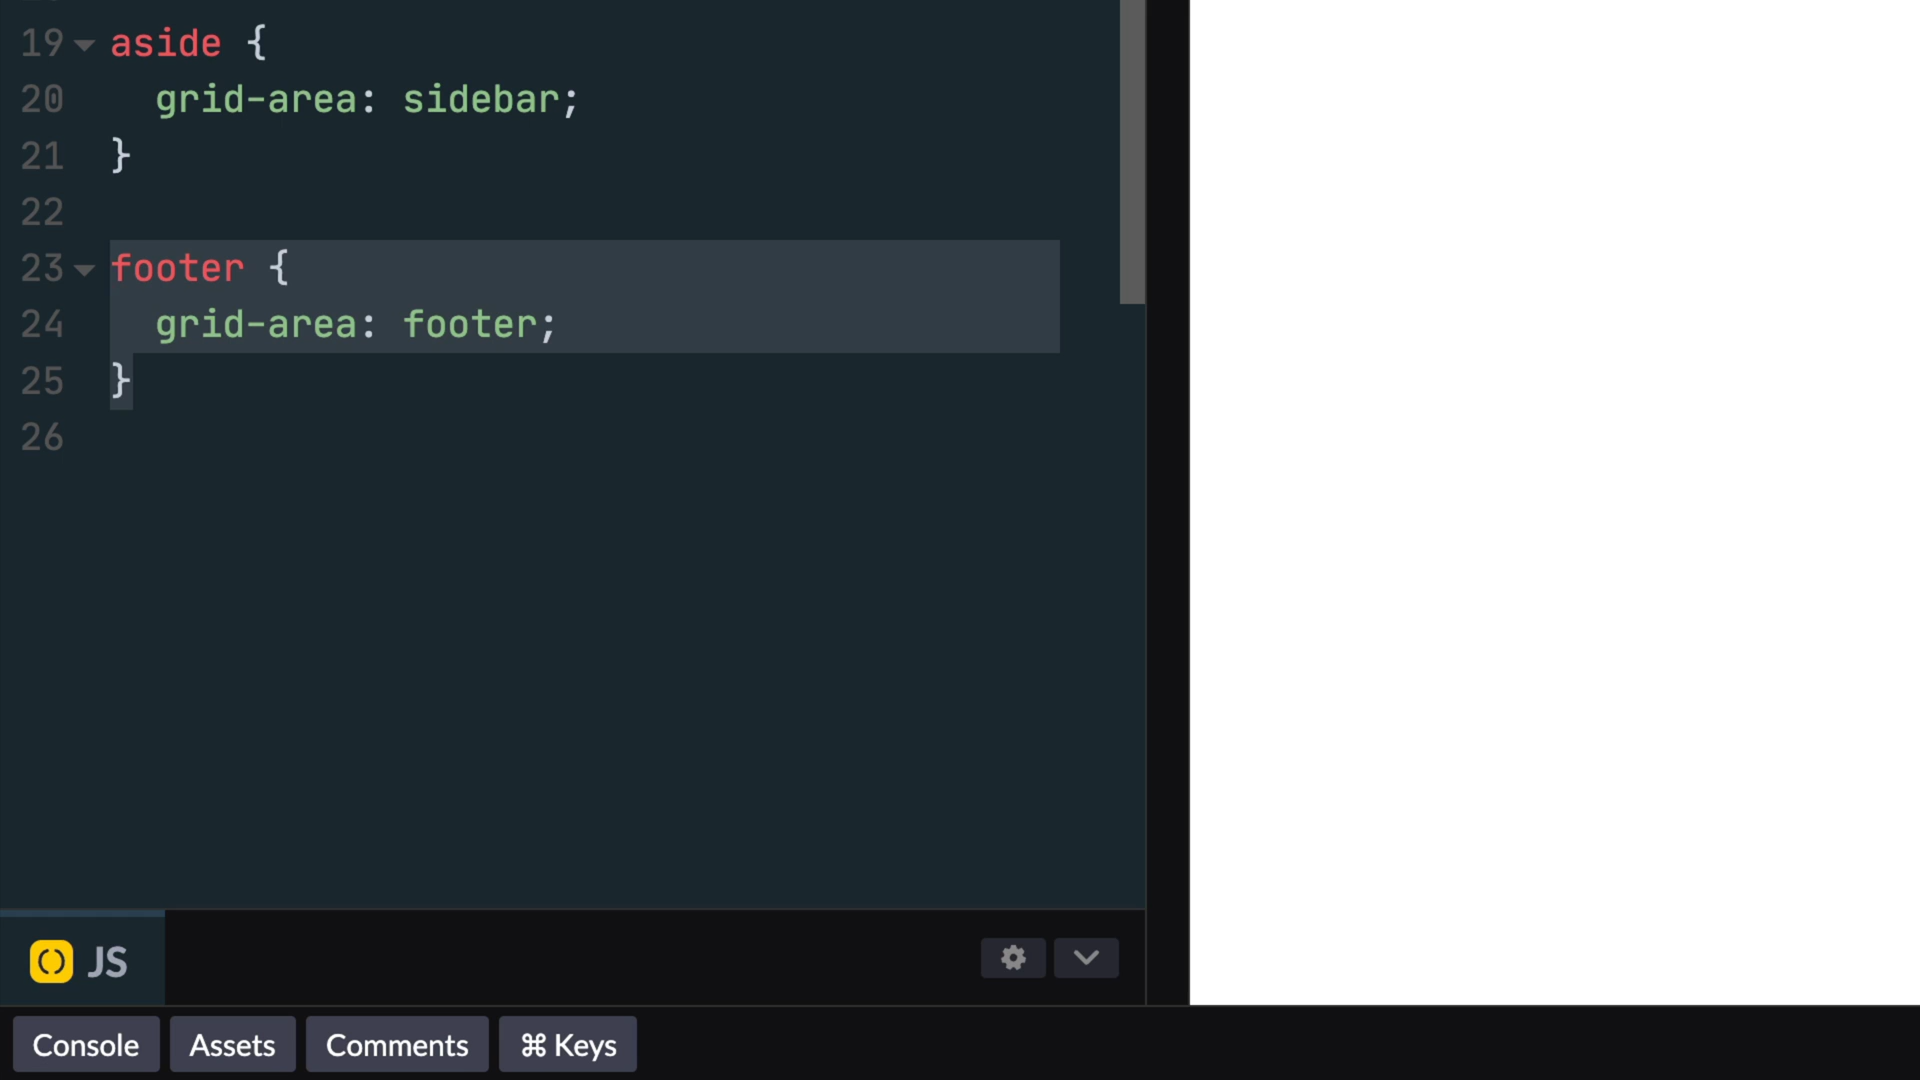 19 aside {
20 grid-area: sidebar;
21 }
22
23 footer {
24 grid-area: footer;
25 }
26
JS
Console Assets Comments ⌘ Keys